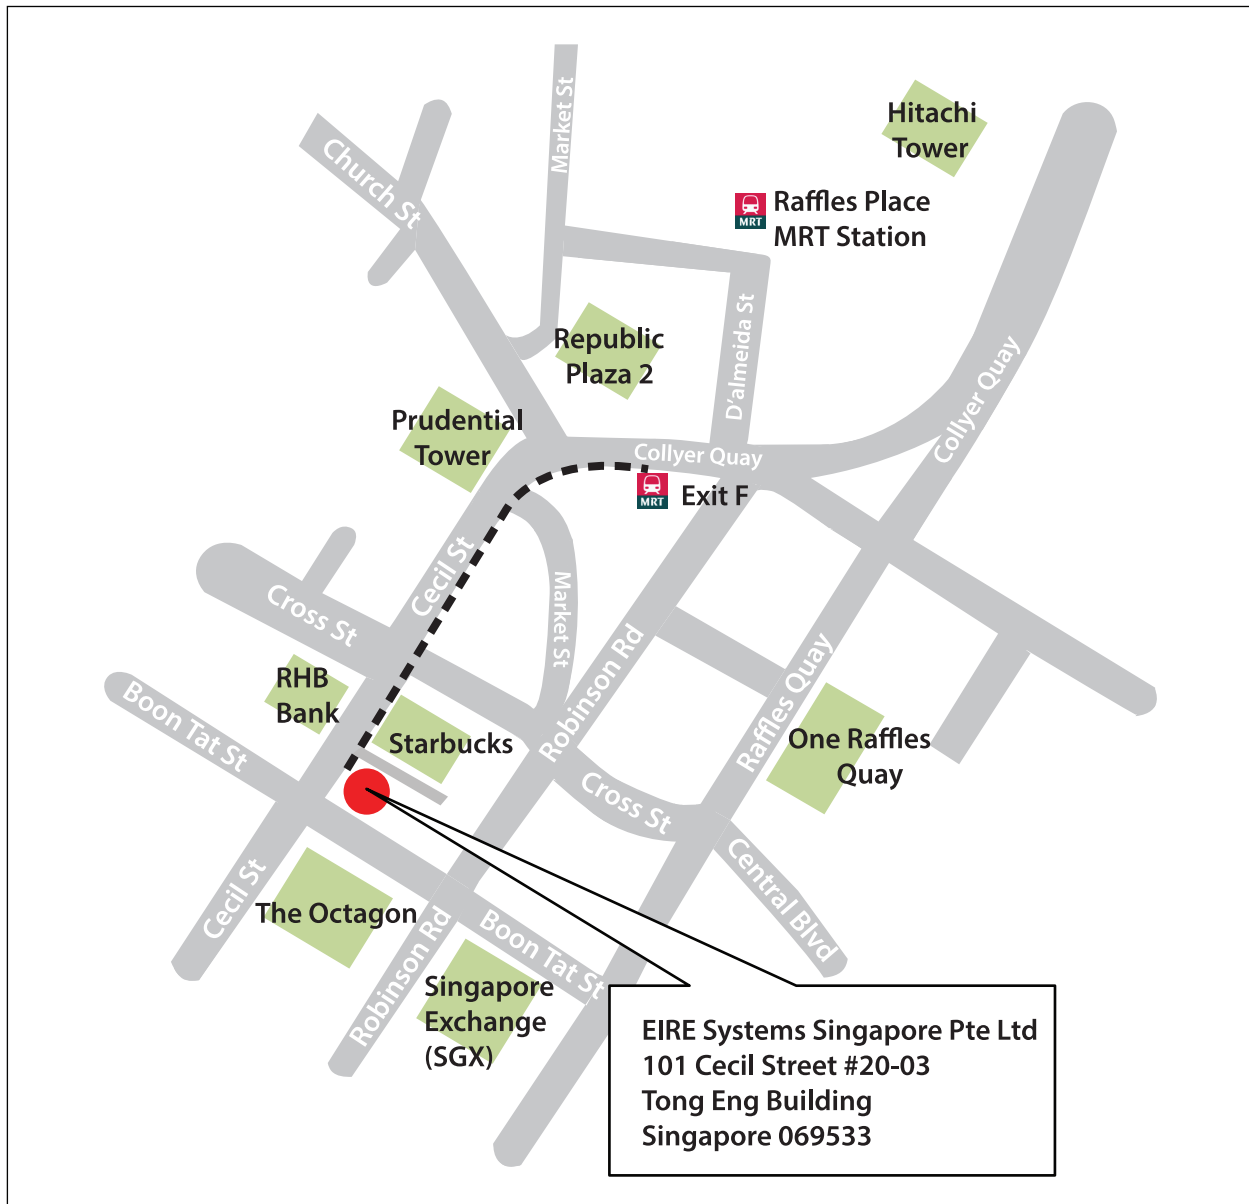 Market St
Hitachi
Tower
Church St
Raffles Place
MRT Station
MRT
D'almeida St
Republic
Plaza 2
Collyer Quay
Prudential
Tower
Collyer Quay
MRT
Exit F
Cecil St
Market St
Cross St
Robinson Rd
Raffles Quay
RHB
Bank
Boon Tat St
Starbucks
One Raffles
Quay
Cross St
Central Blvd
Cecil St
The Octagon
Robinson Rd
Boon Tat St
Singapore
Exchange
(SGX)
EIRE Systems Singapore Pte Ltd
101 Cecil Street #20-03
Tong Eng Building
Singapore 069533